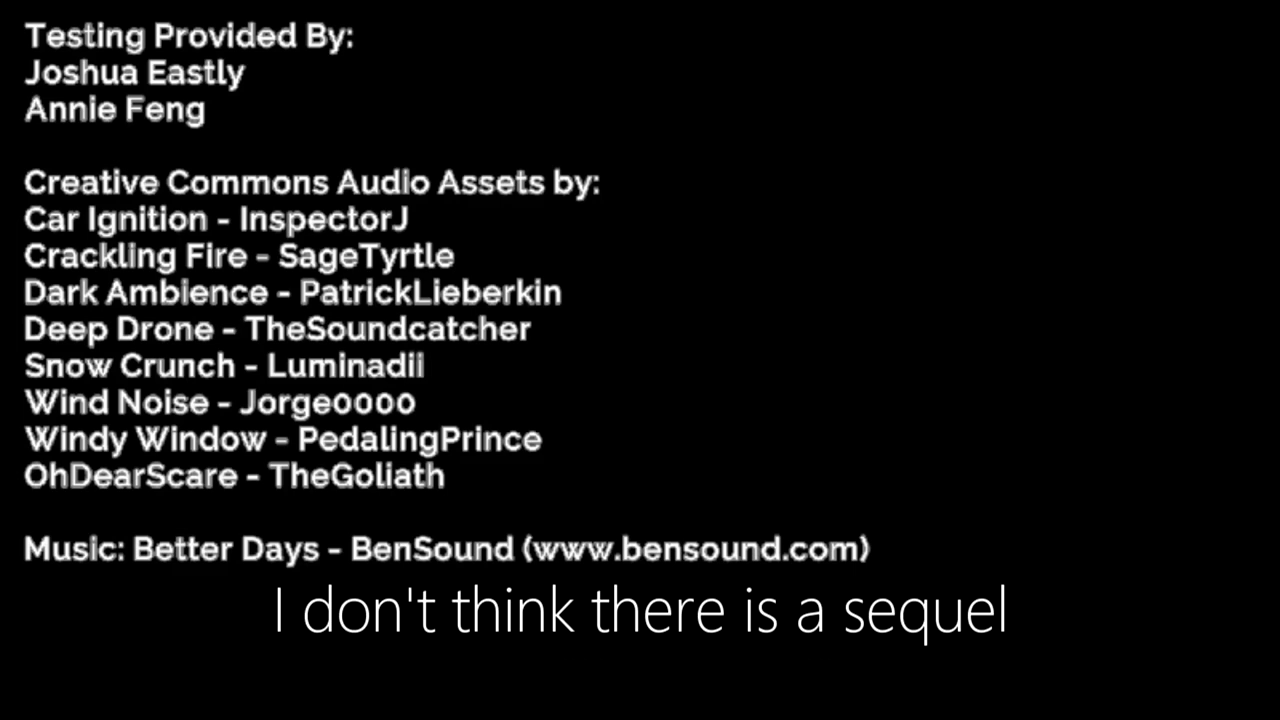 Testing Provided By:
Joshua Eastly
Annie Feng
Creative Commons Audio Assets by:
Car Ignition - InspectorJ
Crackling Fire - SageTyrtle
Dark Ambience - PatrickLieberkin
Deep Drone - TheSoundcatcher
Snow Crunch - Luminadii
Wind Noise - Jorge0000
Windy Window - PedalingPrince
OhDearScare - TheGoliath
Music: Better Days - BenSound (www.bensound.com)
I don't think there is a sequel